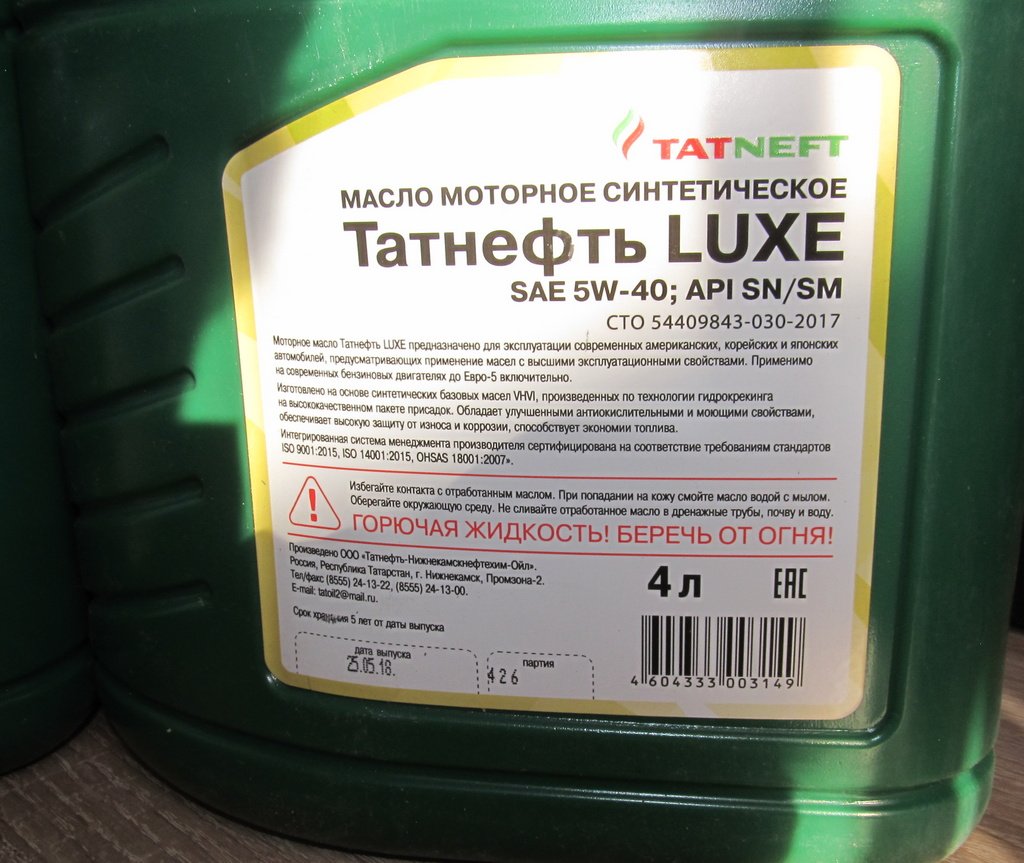 TATNEFT
МАСЛО МОТОРНОЕ СИНТЕТИЧЕСКОЕ
Татнефть LUXE
SAE 5W-40; API SN/SM
СТО 54409843-030-2017
Моторное масло Татнефть LUXE предназначено для эксплуатации современных американских, корейских и японских
автомобилей, предусматривающих применение масел с высшими эксплуатационными свойствами. Применимо
на современных бензиновых двигателях до Евро-5 включительно.
Изготовлено на основе синтетических базовых масел VHVI, произведенных по технологии гидрокрекинга
на высококачественном пакете присадок. Обладает улучшенными антиокислительными и моющими свойствами,
обеспечивает высокую защиту от износа и коррозии, способствует экономии топлива.
Интегрированная система менеджмента производителя сертифицирована на соответствие требованиям стандартов
ISO 9001:2015, ISO 14001:2015, OHSAS 18001:2007».
Избегайте контакта с отработанным маслом. При попадании на кожу смойте масло водой с мылом.
Оберегайте окружающую среду. Не сливайте отработанное масло в дренажные трубы, почву и воду.
ГОРЮЧАЯ ЖИДКОСТЬ! БЕРЕЧЬ ОТ ОГНЯ!
Произведено ООО «Татнефть-Нижнекамскнефтехим-Ойл».
Россия, Республика Татарстан, г. Нижнекамск, Промзона-2.
Тел/факс (8555) 24-13-22, (8555) 24-13-00.
E-mail: tatoil2@mail.ru.
4 л
EAC
Срок хранения 5 лет от даты выпуска
дата выпуска
25.05.18.
партия
426
4 604333 003149